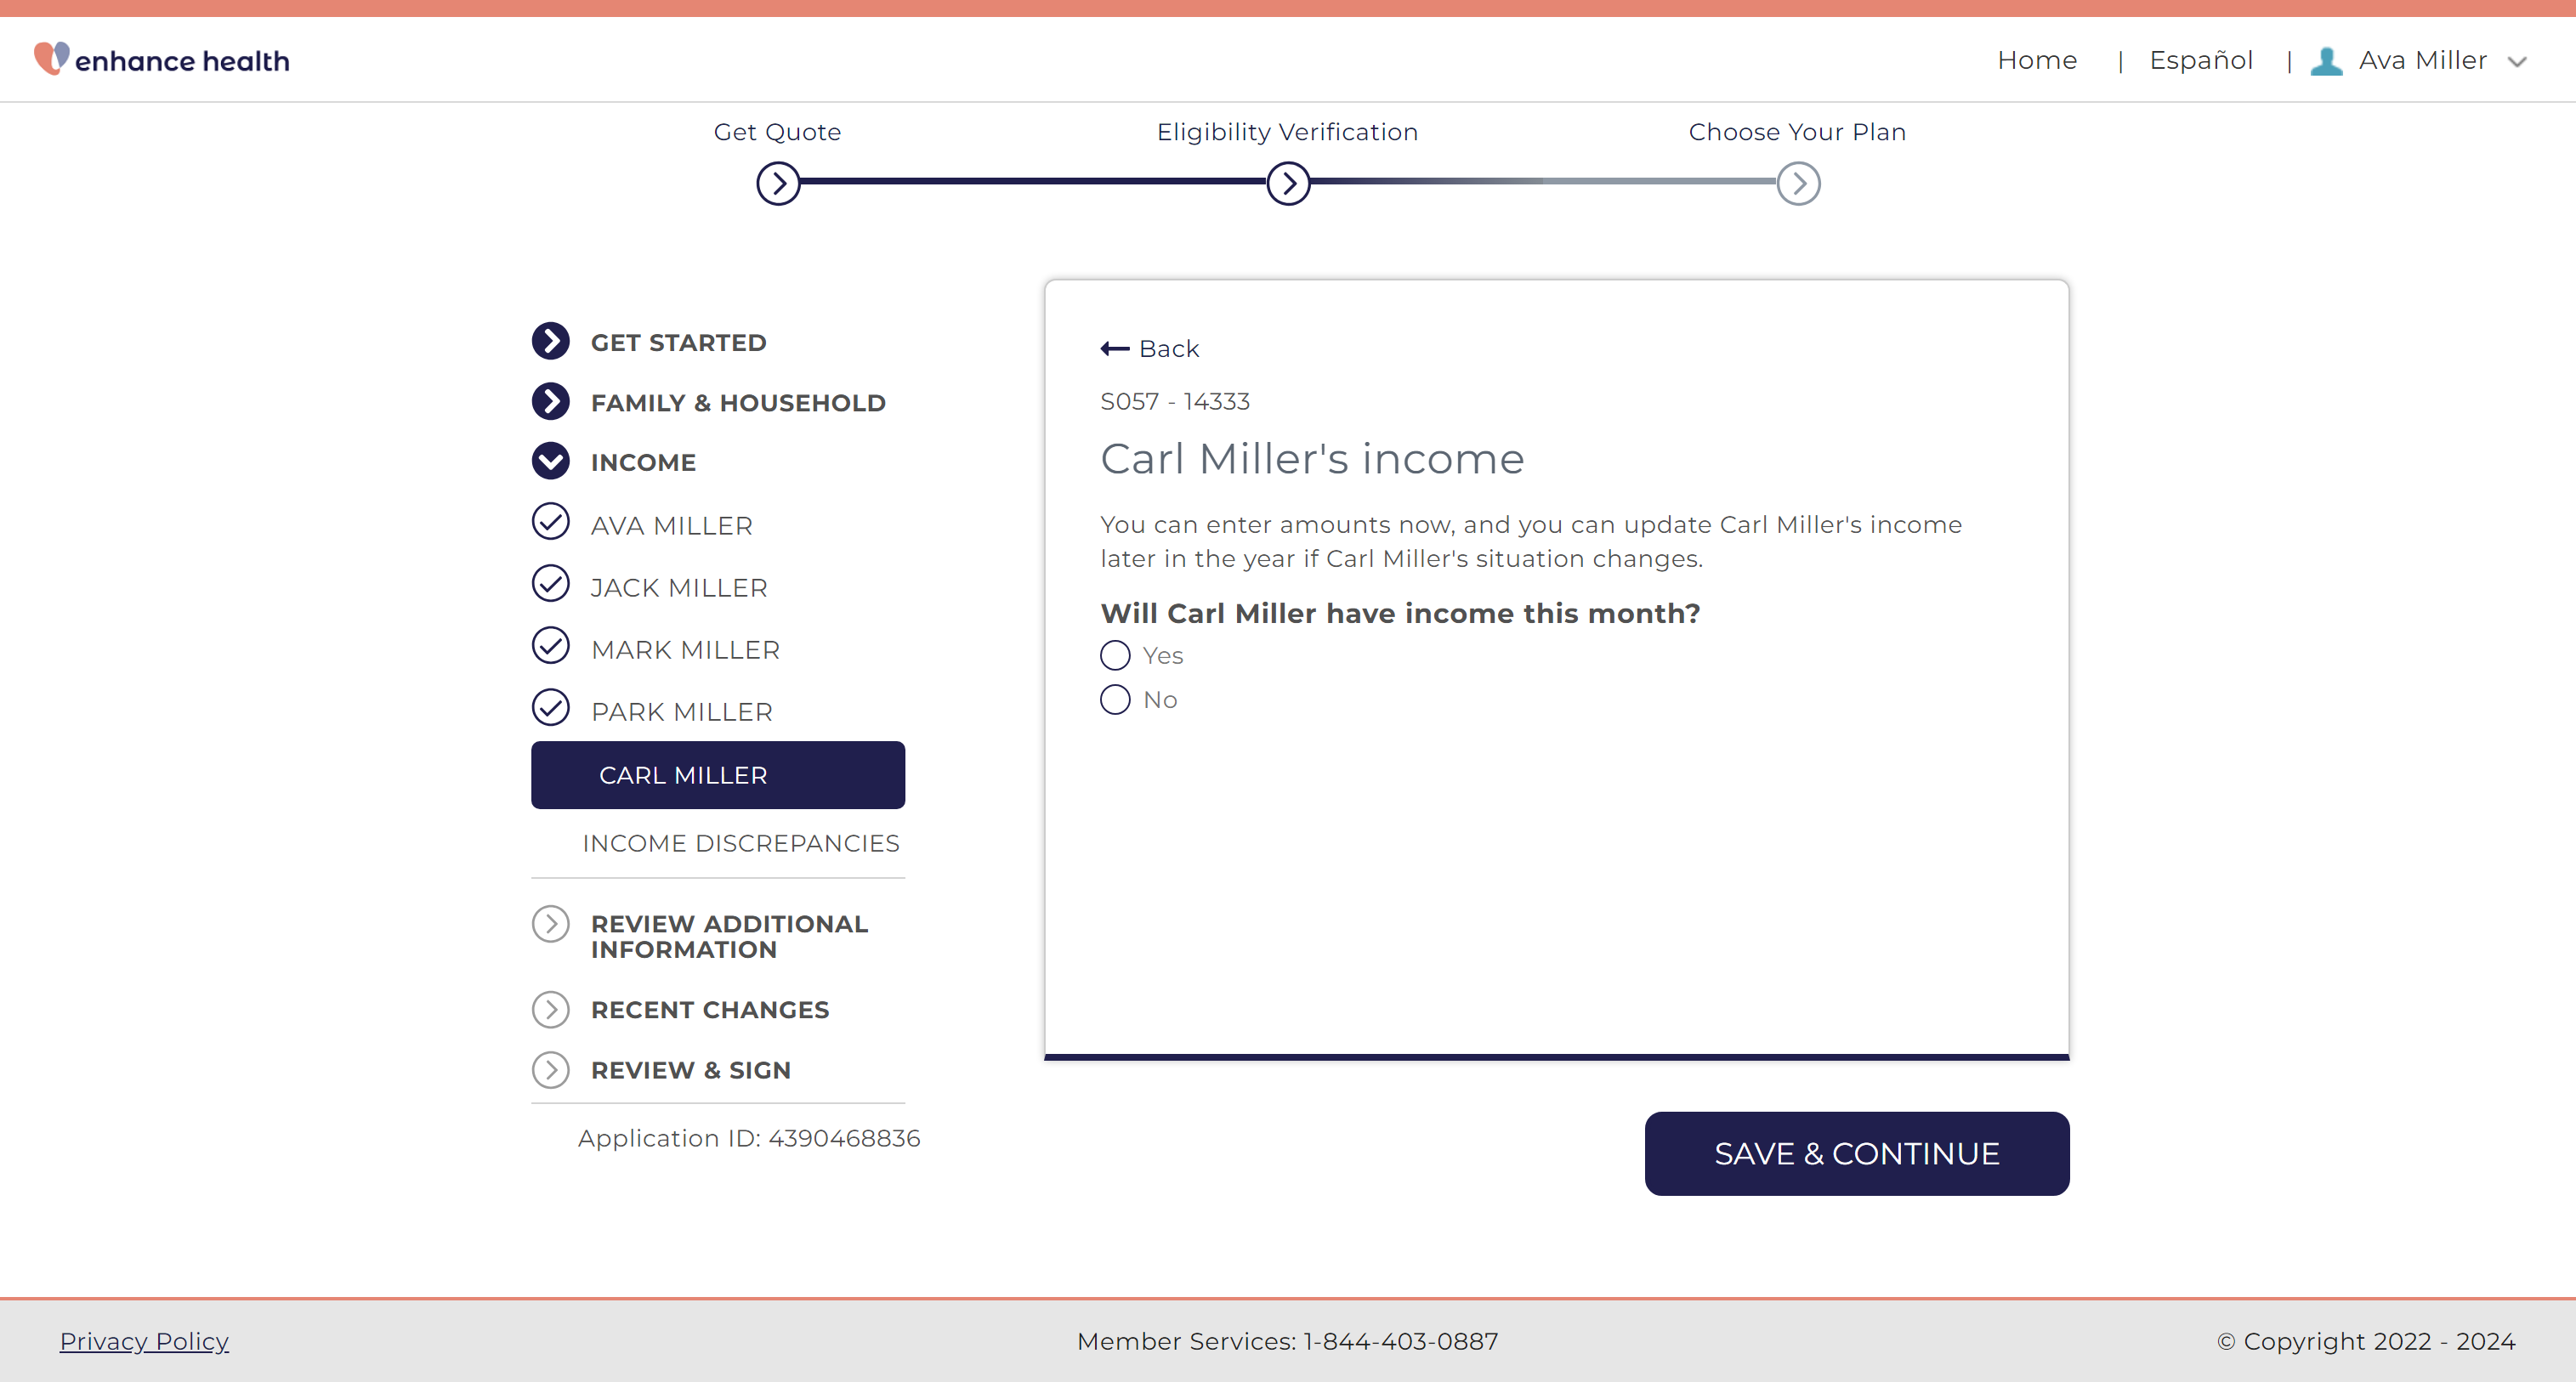 enhance health
Home | Español | Ava Miller
Get Quote
Eligibility Verification
Choose Your Plan
GET STARTED
FAMILY & HOUSEHOLD
INCOME
AVA MILLER
JACK MILLER
MARK MILLER
PARK MILLER
CARL MILLER
INCOME DISCREPANCIES
REVIEW ADDITIONAL
INFORMATION
RECENT CHANGES
REVIEW & SIGN
Application ID: 4390468836
Back
S057 - 14333
Carl Miller's income
You can enter amounts now, and you can update Carl Miller's income
later in the year if Carl Miller's situation changes.
Will Carl Miller have income this month?
Yes
No
SAVE & CONTINUE
Privacy Policy
Member Services: 1-844-403-0887
© Copyright 2022 - 2024